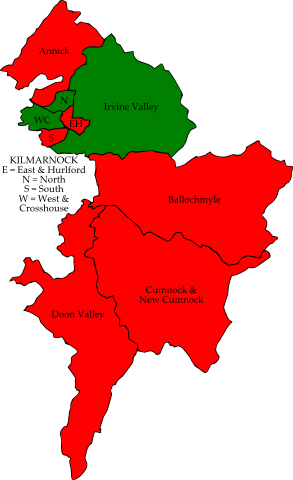 Annick
N
Irvine Valley
WC
EH
S
KILMARNOCK
E = East & Hurlford
N = North
S = South
W = West &
Crosshouse
Ballochmyle
Cumnock &
New Cumnock
Doon Valley